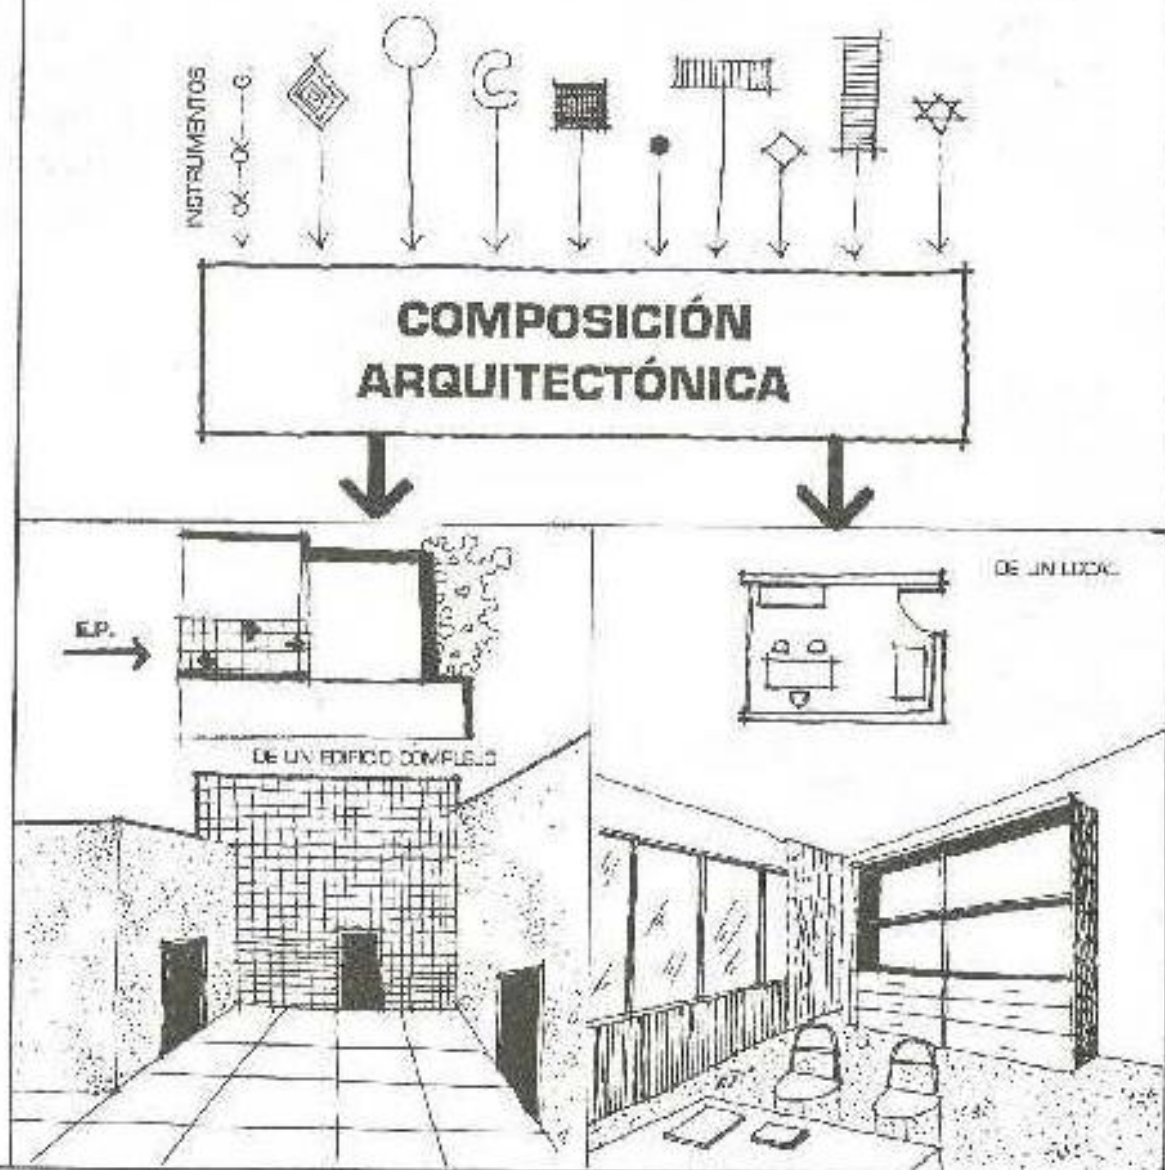 INSTRUMENTOS
COMPOSICIÓN
ARQUITECTÓNICA
E.P.
DE UN LOCAL
DE UN EDIFICIO COMPLEJO